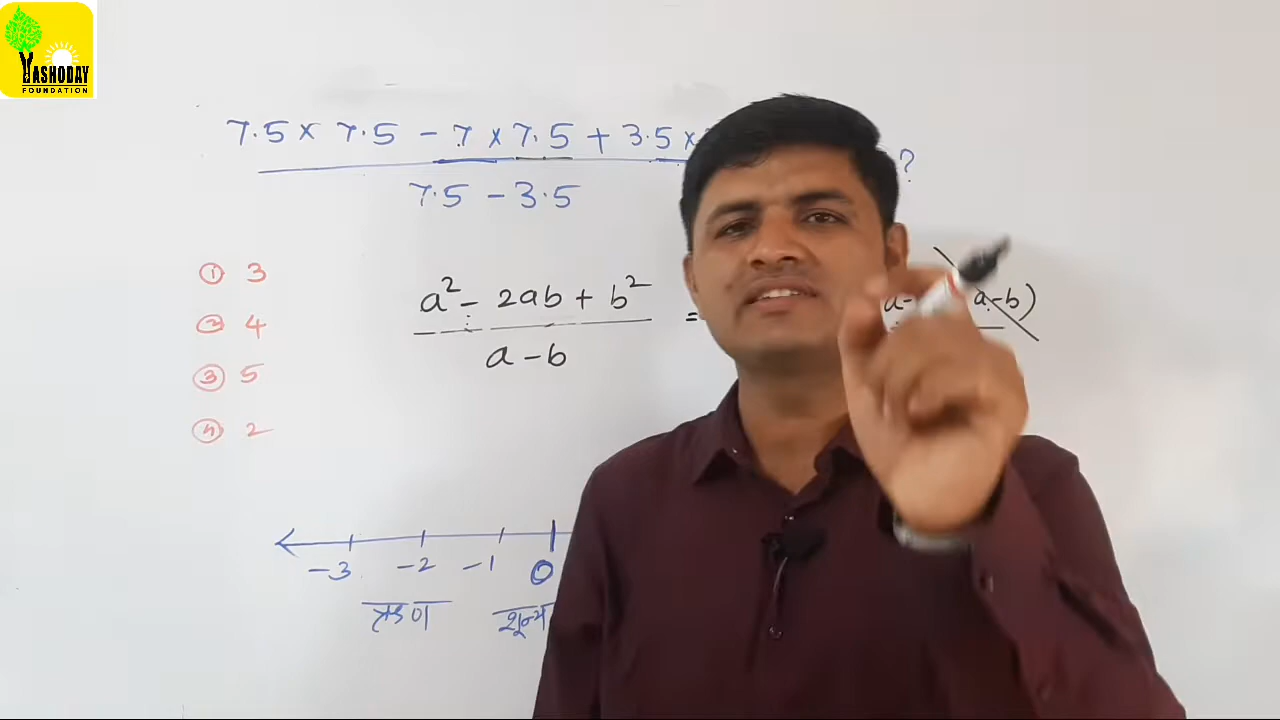 YASHODAY
FOUNDATION
7.5 × 7.5 − 7 × 7.5 + 3.5 × ?
7.5 − 3.5
① 3
② 4
③ 5
④ 2
a² − 2ab + b² = a- a-b)
a − b
−3 −2 −1 0
ऋण शून्य